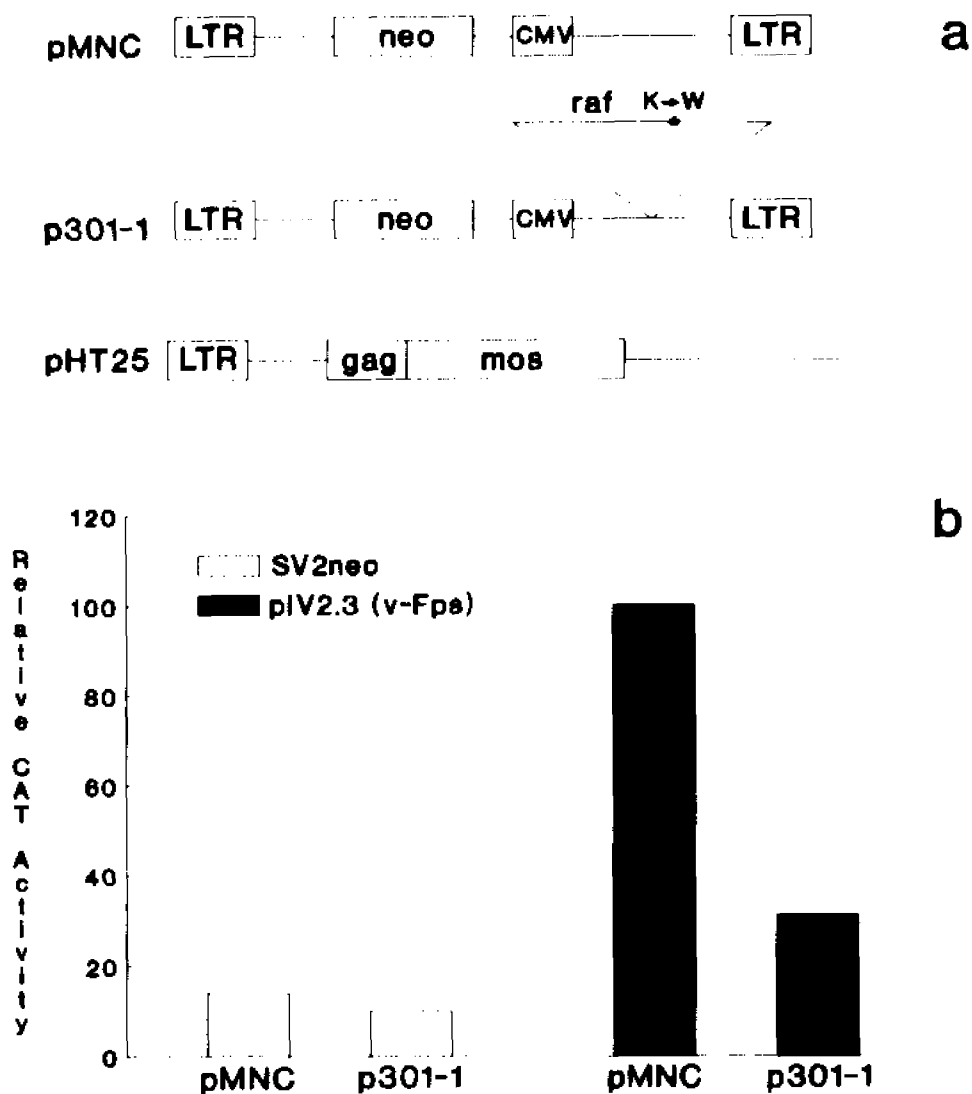 a
pMNC LTR neo CMV LTR
raf K→W
p301-1 LTR neo CMV LTR
pHT25 LTR gag mos
b
Relative CAT Activity
120
100
80
60
40
20
0
SV2neo
pIV2.3 (v-Fps)
pMNC p301-1 pMNC p301-1